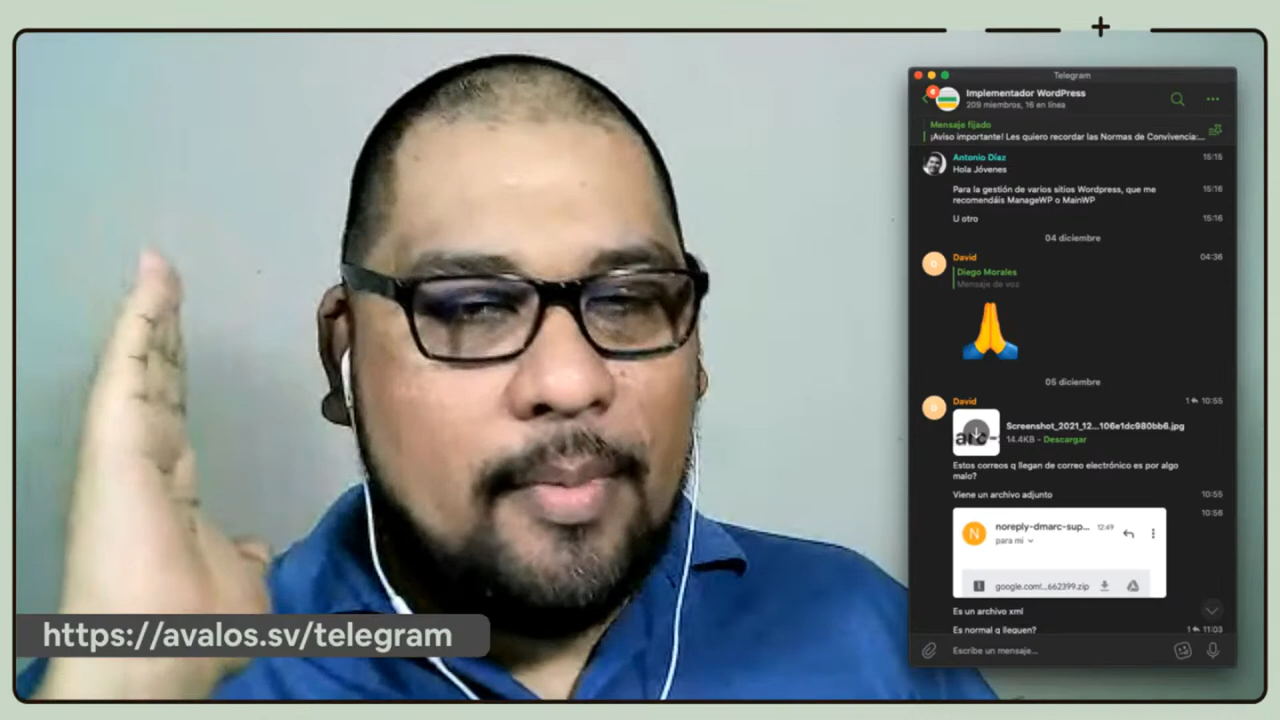 https://avalos.sv/telegram
Telegram
6
Implementador WordPress
209 miembros, 16 en línea
Mensaje fijado
¡Aviso importante! Les quiero recordar las Normas de Convivencia:...
Antonio Díaz 15:15
Hola Jóvenes
Para la gestión de varios sitios Wordpress, que me 15:16
recomendáis ManageWP o MainWP
U otro 15:16
04 diciembre
D
David 04:36
Diego Morales
Mensaje de voz
05 diciembre
D
David 1 10:55
Screenshot_2021_12...106e1dc980bb6.jpg
arc-
14.4KB - Descargar
Estos correos q llegan de correo electrónico es por algo
malo?
Viene un archivo adjunto 10:55
10:56
N
noreply-dmarc-sup... 12:49
para mi
google.com!...662399.zip
Es un archivo xml
Es normal q lleguen? 1 11:03
Escribe un mensaje...